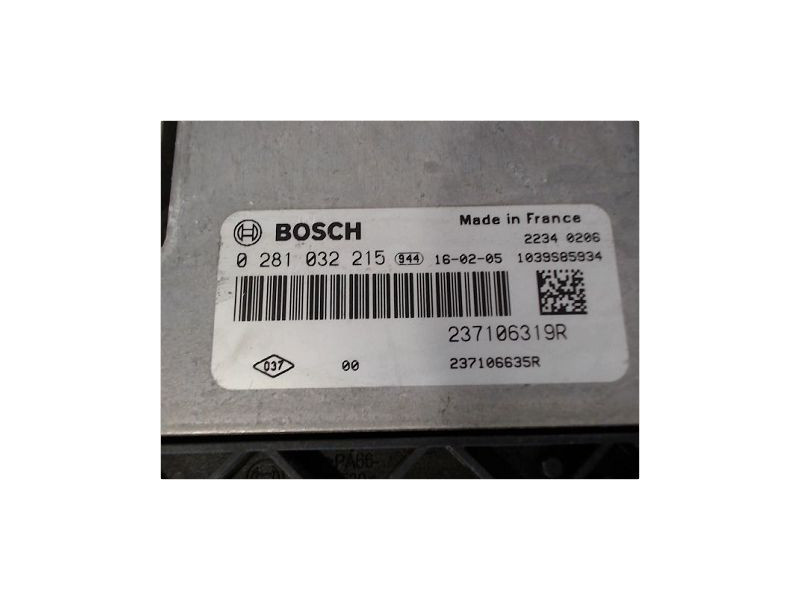 BOSCH
Made in France
2234 0206
0 281 032 215 944 16-02-05 1039S85934
237106319R
037 00 237106635R
PA66-